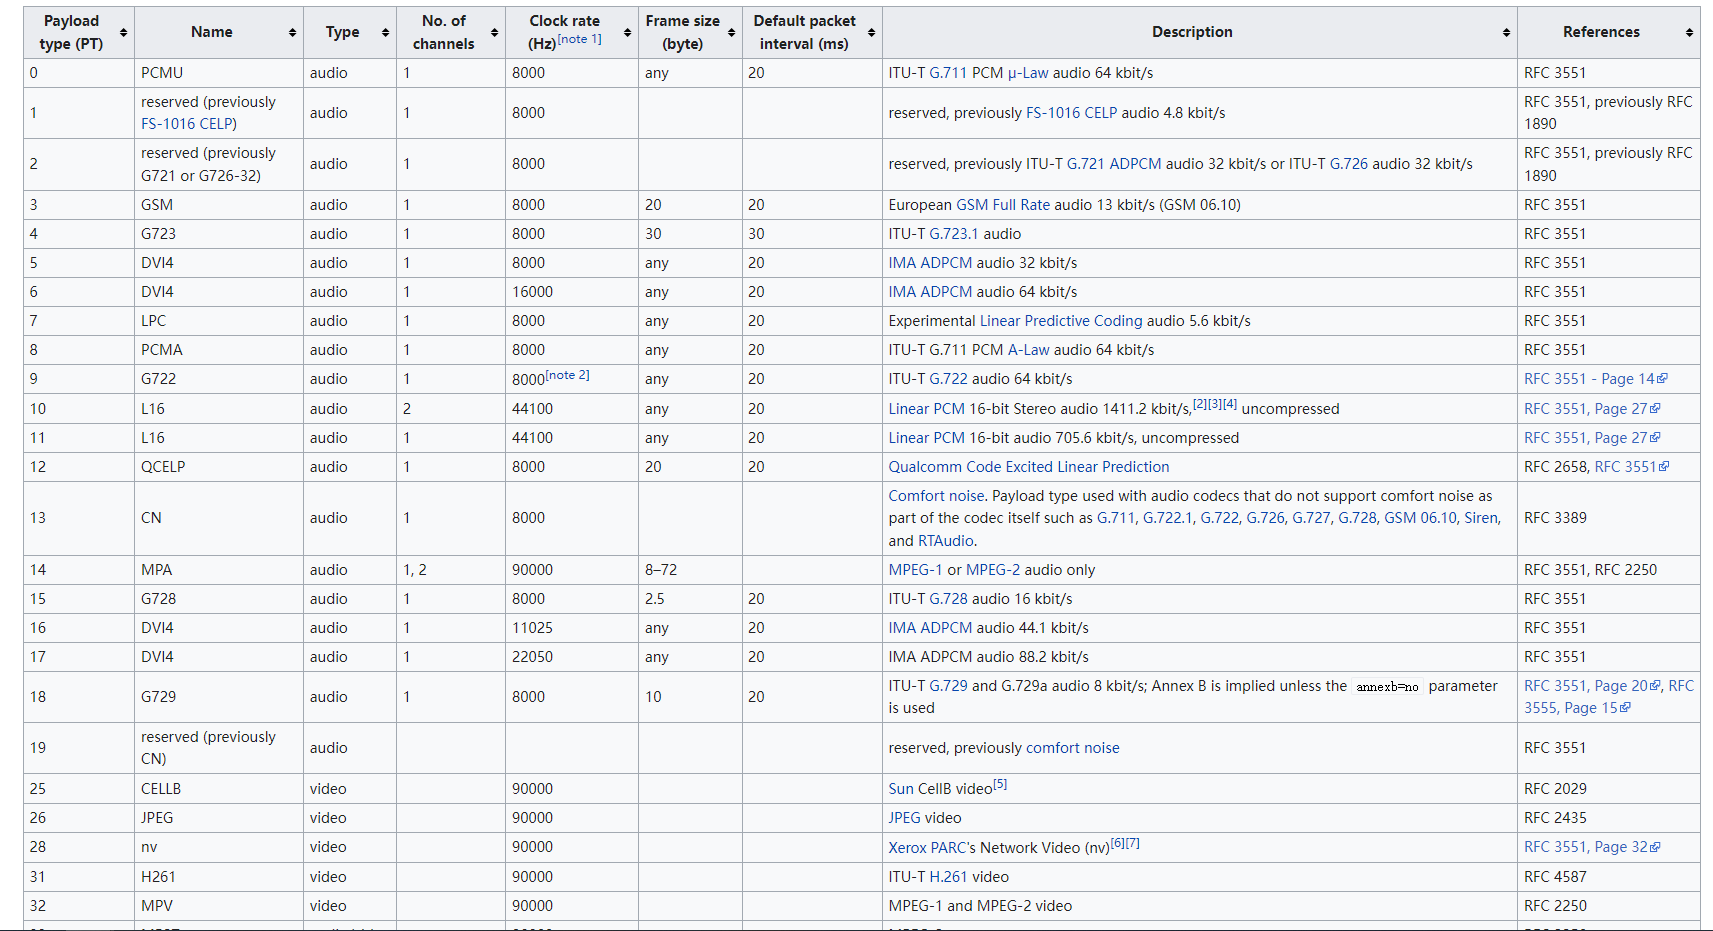 Payload type (PT) Name Type No. of channels Clock rate (Hz)[note 1] Frame size (byte) Default packet interval (ms) Description References
0 PCMU audio 1 8000 any 20 ITU-T G.711 PCM µ-Law audio 64 kbit/s RFC 3551
1 reserved (previously FS-1016 CELP) audio 1 8000 reserved, previously FS-1016 CELP audio 4.8 kbit/s RFC 3551, previously RFC 1890
2 reserved (previously G721 or G726-32) audio 1 8000 reserved, previously ITU-T G.721 ADPCM audio 32 kbit/s or ITU-T G.726 audio 32 kbit/s RFC 3551, previously RFC 1890
3 GSM audio 1 8000 20 20 European GSM Full Rate audio 13 kbit/s (GSM 06.10) RFC 3551
4 G723 audio 1 8000 30 30 ITU-T G.723.1 audio RFC 3551
5 DVI4 audio 1 8000 any 20 IMA ADPCM audio 32 kbit/s RFC 3551
6 DVI4 audio 1 16000 any 20 IMA ADPCM audio 64 kbit/s RFC 3551
7 LPC audio 1 8000 any 20 Experimental Linear Predictive Coding audio 5.6 kbit/s RFC 3551
8 PCMA audio 1 8000 any 20 ITU-T G.711 PCM A-Law audio 64 kbit/s RFC 3551
9 G722 audio 1 8000[note 2] any 20 ITU-T G.722 audio 64 kbit/s RFC 3551 - Page 14
10 L16 audio 2 44100 any 20 Linear PCM 16-bit Stereo audio 1411.2 kbit/s,[2][3][4] uncompressed RFC 3551, Page 27
11 L16 audio 1 44100 any 20 Linear PCM 16-bit audio 705.6 kbit/s, uncompressed RFC 3551, Page 27
12 QCELP audio 1 8000 20 20 Qualcomm Code Excited Linear Prediction RFC 2658, RFC 3551
13 CN audio 1 8000 Comfort noise. Payload type used with audio codecs that do not support comfort noise as part of the codec itself such as G.711, G.722.1, G.722, G.726, G.727, G.728, GSM 06.10, Siren, and RTAudio. RFC 3389
14 MPA audio 1, 2 90000 8–72 MPEG-1 or MPEG-2 audio only RFC 3551, RFC 2250
15 G728 audio 1 8000 2.5 20 ITU-T G.728 audio 16 kbit/s RFC 3551
16 DVI4 audio 1 11025 any 20 IMA ADPCM audio 44.1 kbit/s RFC 3551
17 DVI4 audio 1 22050 any 20 IMA ADPCM audio 88.2 kbit/s RFC 3551
18 G729 audio 1 8000 10 20 ITU-T G.729 and G.729a audio 8 kbit/s; Annex B is implied unless the annexb=no parameter is used RFC 3551, Page 20, RFC 3555, Page 15
19 reserved (previously CN) audio reserved, previously comfort noise RFC 3551
25 CELLB video 90000 Sun CellB video[5] RFC 2029
26 JPEG video 90000 JPEG video RFC 2435
28 nv video 90000 Xerox PARC's Network Video (nv)[6][7] RFC 3551, Page 32
31 H261 video 90000 ITU-T H.261 video RFC 4587
32 MPV video 90000 MPEG-1 and MPEG-2 video RFC 2250